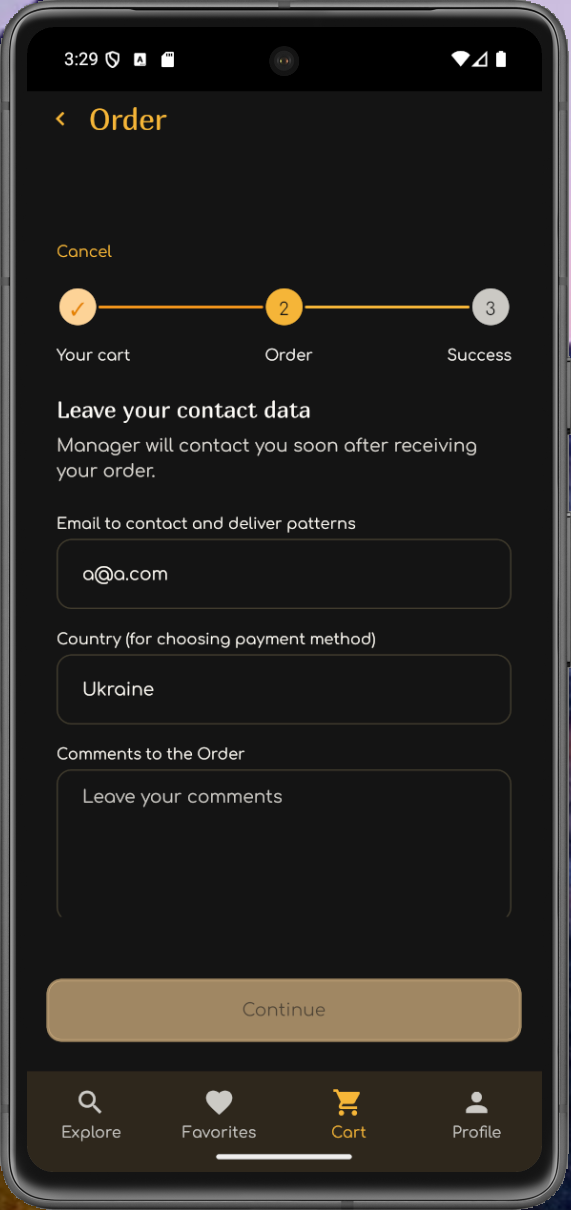 3:29
Order
Cancel
✓ 2 3
Your cart Order Success
Leave your contact data
Manager will contact you soon after receiving
your order.
Email to contact and deliver patterns
a@a.com
Country (for choosing payment method)
Ukraine
Comments to the Order
Leave your comments
Continue
Explore Favorites Cart Profile